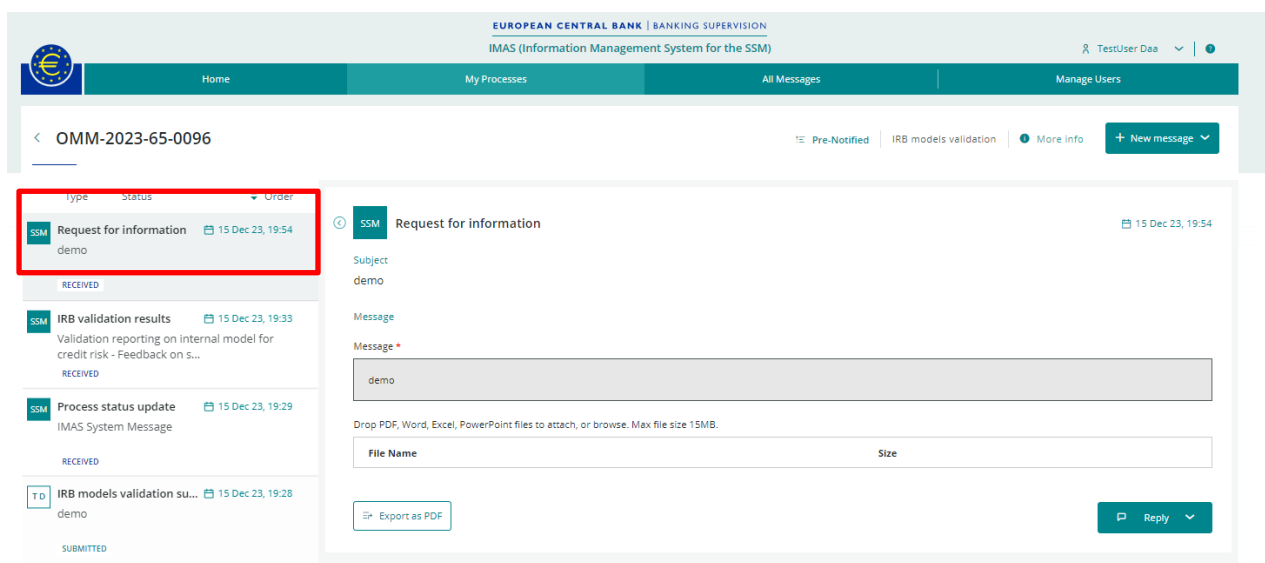 EUROPEAN CENTRAL BANK | BANKING SUPERVISION
IMAS (Information Management System for the SSM)
TestUser Daa
Home
My Processes
All Messages
Manage Users
OMM-2023-65-0096
Pre-Notified
IRB models validation
More info
+ New message
Type Status Order
SSM Request for information 15 Dec 23, 19:54
demo
RECEIVED
SSM IRB validation results 15 Dec 23, 19:33
Validation reporting on internal model for
credit risk - Feedback on s...
RECEIVED
SSM Process status update 15 Dec 23, 19:29
IMAS System Message
RECEIVED
TD IRB models validation su... 15 Dec 23, 19:28
demo
SUBMITTED
SSM Request for information 15 Dec 23, 19:54
Subject
demo
Message
Message *
demo
Drop PDF, Word, Excel, PowerPoint files to attach, or browse. Max file size 15MB.
File Name Size
Export as PDF
Reply